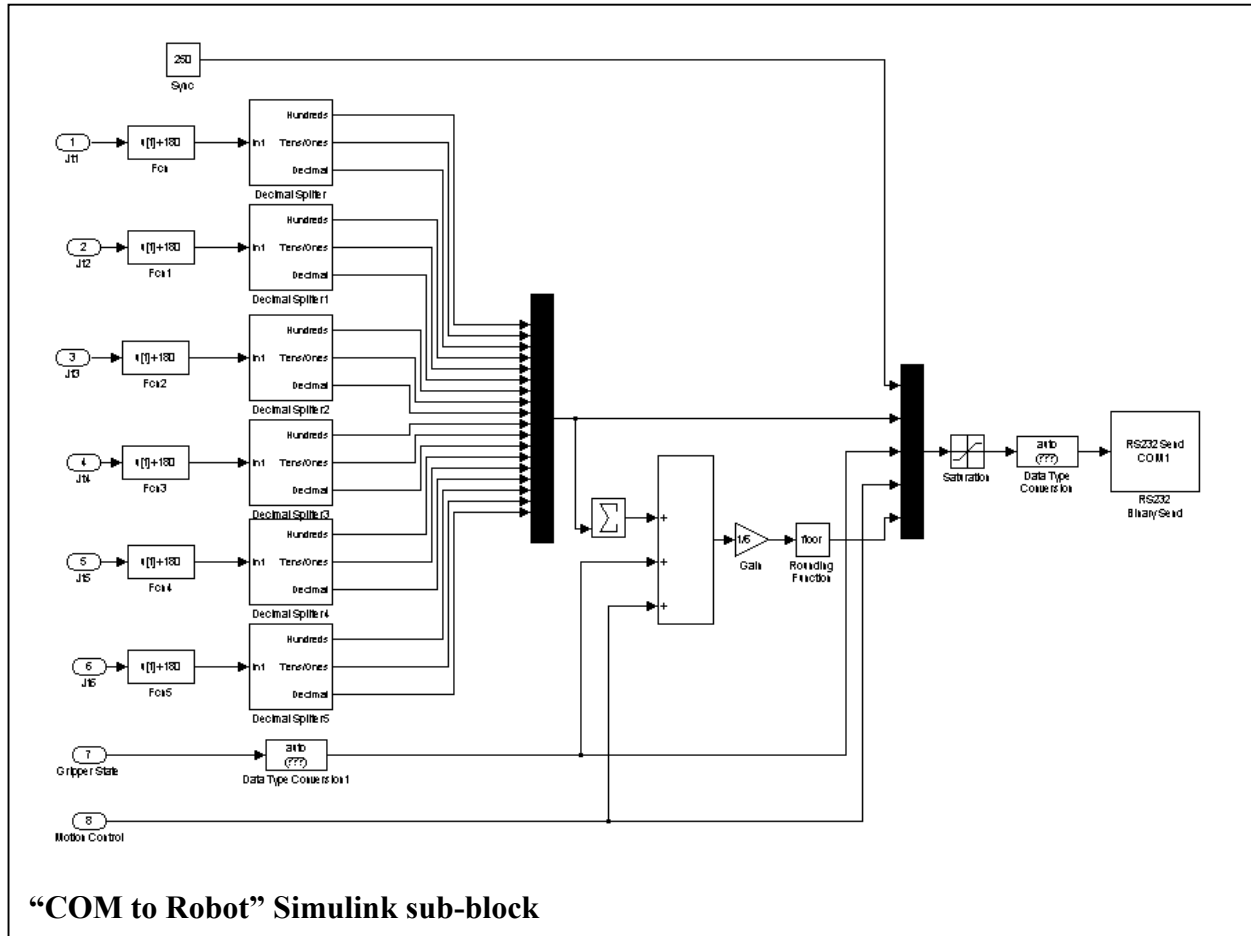 250
Sync
1
Jt1
u[1]+180
Fcn
In1
Hundreds
Tens/Ones
Decimal
Decimal Splitter
2
Jt2
u[1]+180
Fcn1
In1
Hundreds
Tens/Ones
Decimal
Decimal Splitter1
3
Jt3
u[1]+180
Fcn2
In1
Hundreds
Tens/Ones
Decimal
Decimal Splitter2
4
Jt4
u[1]+180
Fcn3
In1
Hundreds
Tens/Ones
Decimal
Decimal Splitter3
5
Jt5
u[1]+180
Fcn4
In1
Hundreds
Tens/Ones
Decimal
Decimal Splitter4
6
Jt6
u[1]+180
Fcn5
In1
Hundreds
Tens/Ones
Decimal
Decimal Splitter5
7
Gripper State
auto
(???)
Data Type Conversion1
8
Motion Control
Σ
+
+
+
1/6
Gain
floor
Rounding
Function
Saturation
auto
(???)
Data Type
Conversion
RS232 Send
COM1
RS232
Binary Send
“COM to Robot” Simulink sub-block